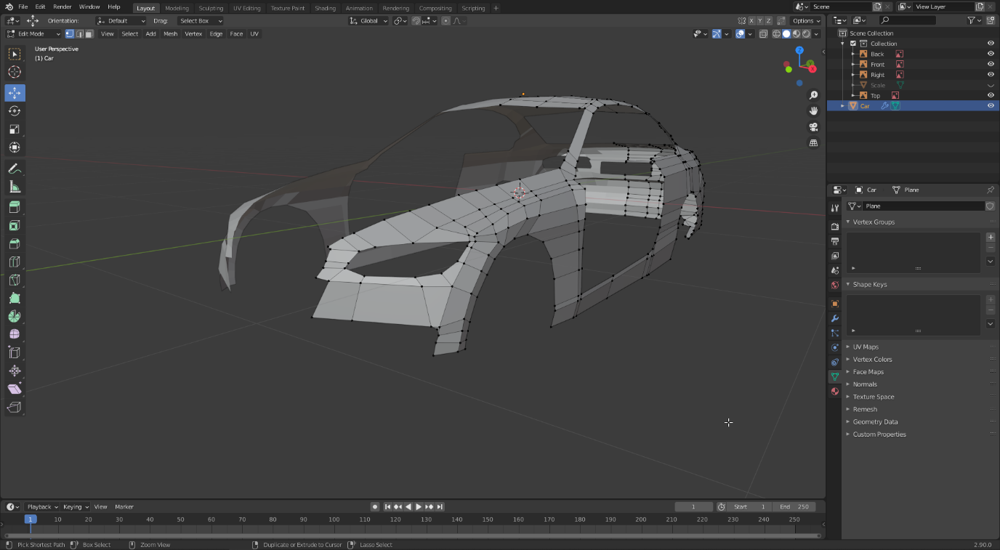 File Edit Render Window Help Layout Modeling Sculpting UV Editing Texture Paint Shading Animation Rendering Compositing Scripting + Scene View Layer
Orientation: Default Drag: Select Box Global X Y Z Options
Edit Mode View Select Add Mesh Vertex Edge Face UV
User Perspective
(1) Car
Z
Y
X
Scene Collection
Collection
Back
Front
Right
Scale
Top
Car
Car Plane
Plane
Vertex Groups
Shape Keys
UV Maps
Vertex Colors
Face Maps
Normals
Texture Space
Remesh
Geometry Data
Custom Properties
Playback Keying View Marker 1 Start 1 End 250
1 10 20 30 40 50 60 70 80 90 100 110 120 130 140 150 160 170 180 190 200 210 220 230 240 250
Pick Shortest Path Box Select Zoom View Duplicate or Extrude to Cursor Lasso Select 2.90.0